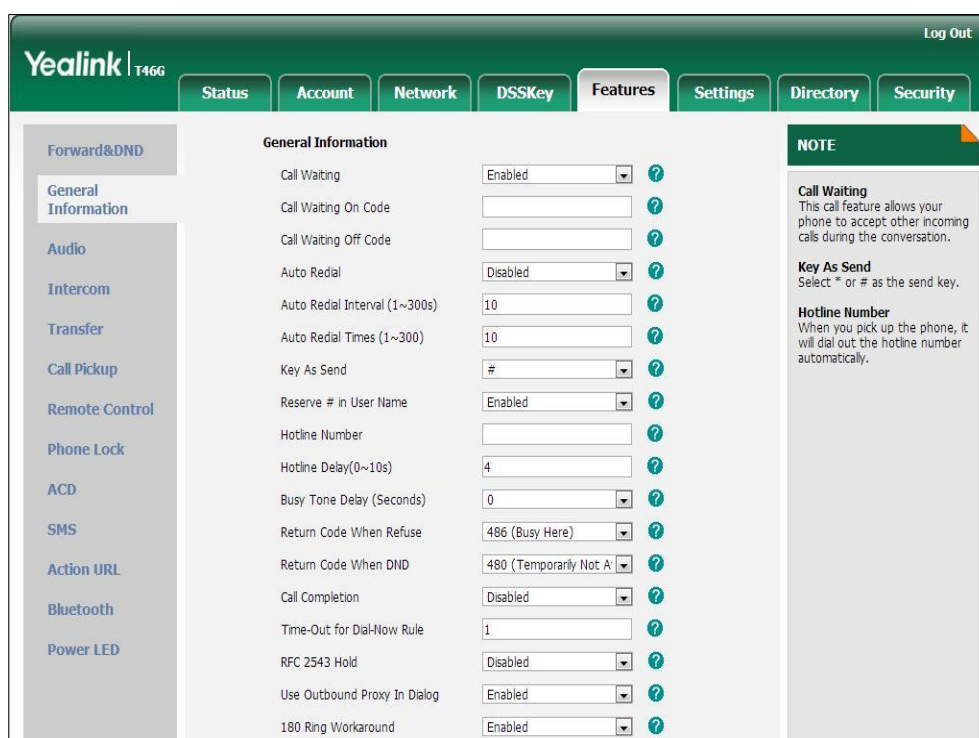 Log Out
Yealink T46G
Status Account Network DSSKey Features Settings Directory Security
Forward&DND
General Information
Audio
Intercom
Transfer
Call Pickup
Remote Control
Phone Lock
ACD
SMS
Action URL
Bluetooth
Power LED
General Information
Call Waiting Enabled ?
Call Waiting On Code ?
Call Waiting Off Code ?
Auto Redial Disabled ?
Auto Redial Interval (1~300s) 10 ?
Auto Redial Times (1~300) 10 ?
Key As Send # ?
Reserve # in User Name Enabled ?
Hotline Number ?
Hotline Delay(0~10s) 4 ?
Busy Tone Delay (Seconds) 0 ?
Return Code When Refuse 486 (Busy Here) ?
Return Code When DND 480 (Temporarily Not A ?
Call Completion Disabled ?
Time-Out for Dial-Now Rule 1 ?
RFC 2543 Hold Disabled ?
Use Outbound Proxy In Dialog Enabled ?
180 Ring Workaround Enabled ?
NOTE
Call Waiting
This call feature allows your
phone to accept other incoming
calls during the conversation.
Key As Send
Select * or # as the send key.
Hotline Number
When you pick up the phone, it
will dial out the hotline number
automatically.